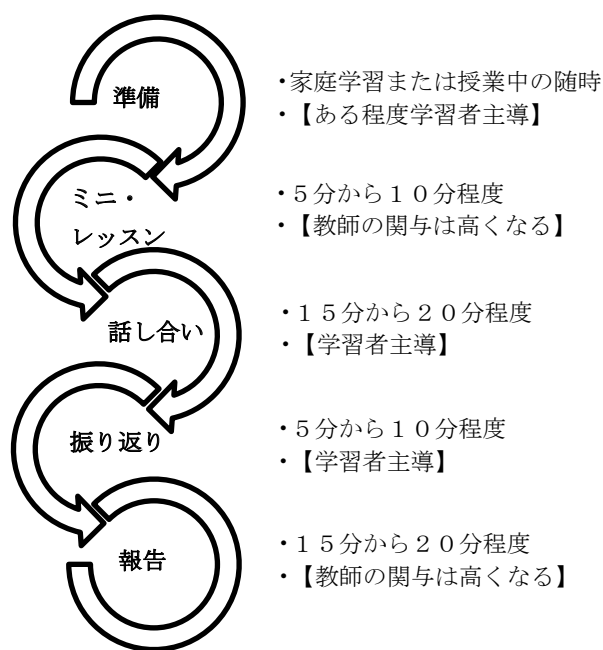 準備
・家庭学習または授業中の随時
・【ある程度学習者主導】
ミニ・
レッスン
・５分から１０分程度
・【教師の関与は高くなる】
話し合い
・１５分から２０分程度
・【学習者主導】
振り返り
・５分から１０分程度
・【学習者主導】
報告
・１５分から２０分程度
・【教師の関与は高くなる】